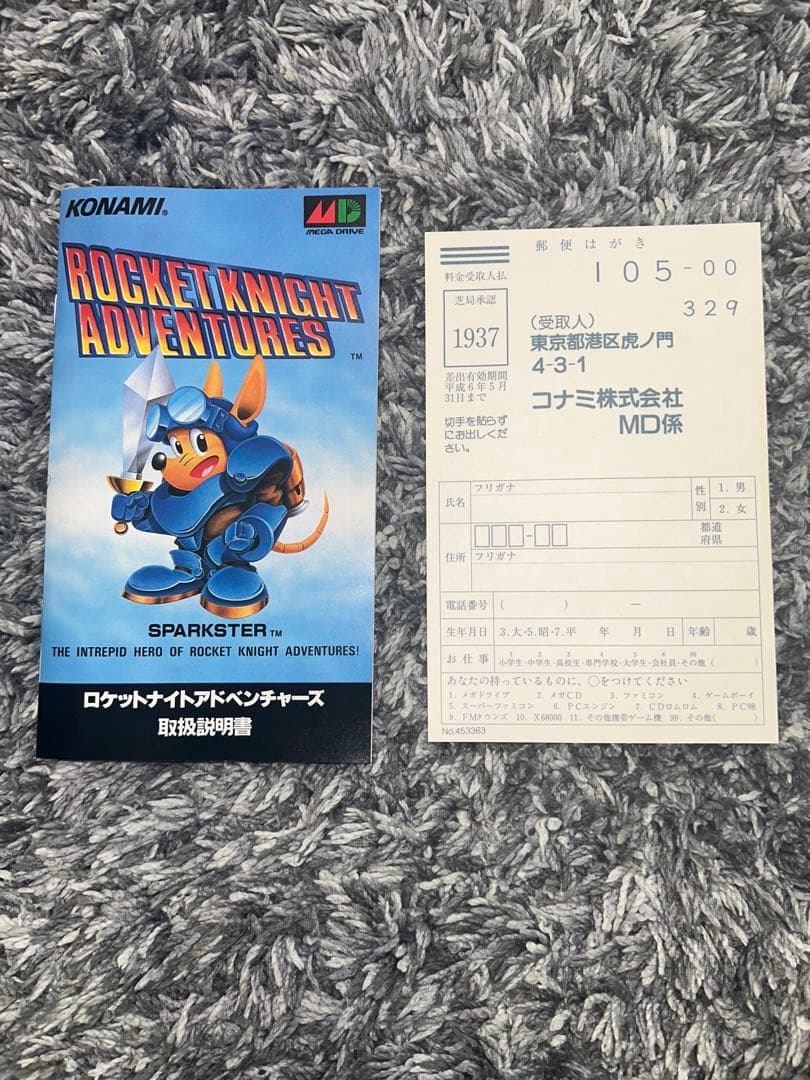 KONAMI®
MD
MEGA DRIVE
ROCKET KNIGHT
ADVENTURES™
SPARKSTER™
THE INTREPID HERO OF ROCKET KNIGHT ADVENTURES!
ロケットナイトアドベンチャーズ
取扱説明書
郵便はがき
料金受取人払
105-00
329
芝局承認
1937
(受取人)
東京都港区虎ノ門
4-3-1
コナミ株式会社
MD係
差出有効期間
平成6年5月
31日まで
切手を貼らず
にお出しくだ
さい。
氏名
フリガナ
性別
1. 男
2. 女
住所
□□□-□□
都道
府県
フリガナ
電話番号 ( ) ―
生年月日 3.大・5.昭・7.平 年 月 日 年齢 歳
お仕事
1 2 3 4 5 6 99
小学生・中学生・高校生・専門学校・大学生・会社員・その他( )
あなたの持っているものに、○をつけてください
1. メガドライブ 2. メガCD 3. ファミコン 4. ゲームボーイ
5. スーパーファミコン 6. PCエンジン 7. CDロムロム 8. PC98
9. FMタウンズ 10. X68000 11. その他携帯ゲーム機 99. その他( )
No.453363